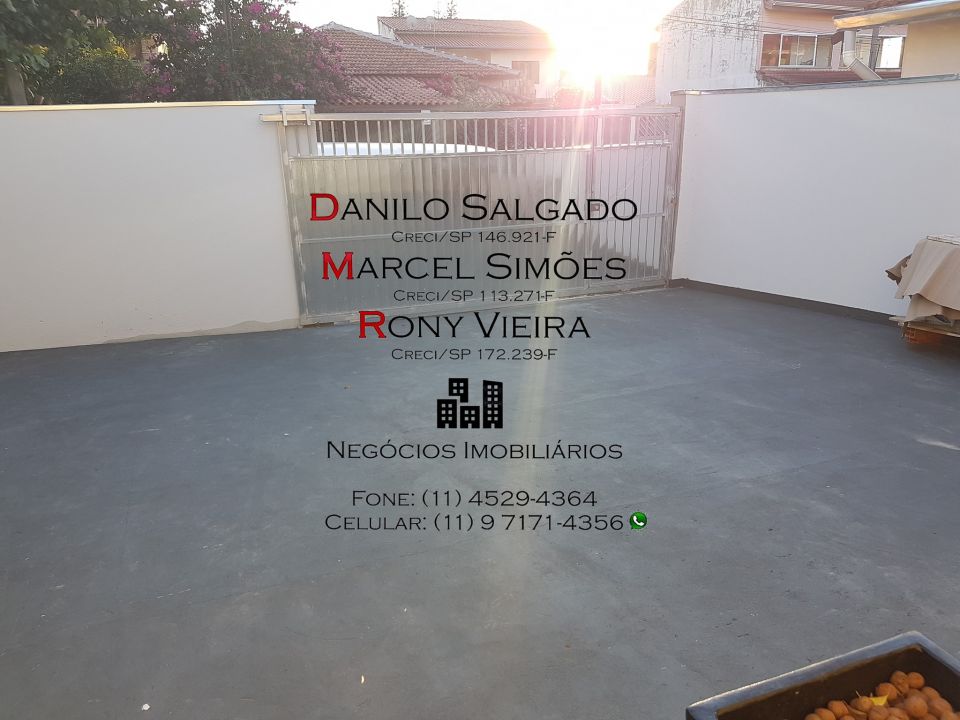 Danilo Salgado
Creci/SP 146.921-F
Marcel Simões
Creci/SP 113.271-F
Rony Vieira
Creci/SP 172.239-F
Negócios Imobiliários
Fone: (11) 4529-4364
Celular: (11) 9 7171-4356